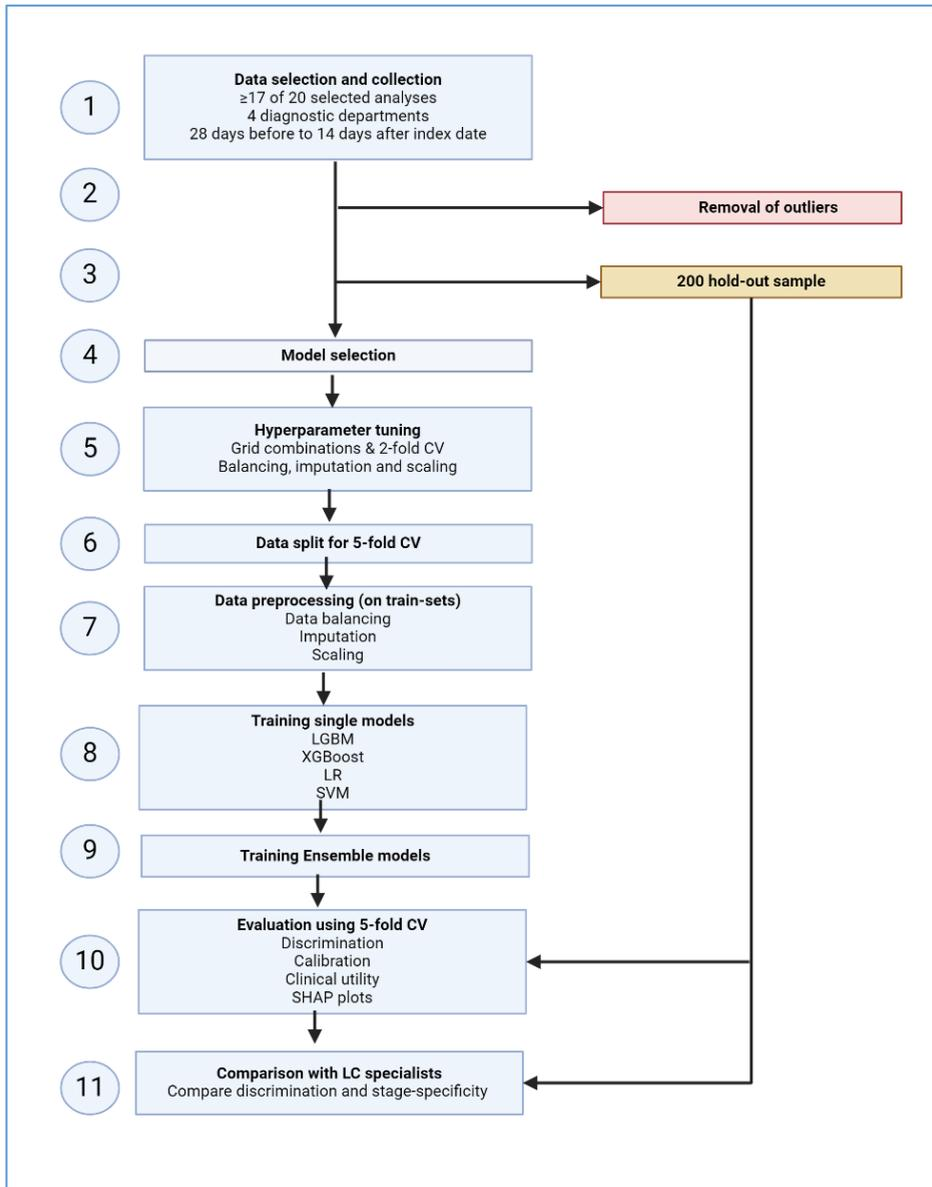 1
Data selection and collection
≥17 of 20 selected analyses
4 diagnostic departments
28 days before to 14 days after index date
2
Removal of outliers
3
200 hold-out sample
4
Model selection
5
Hyperparameter tuning
Grid combinations & 2-fold CV
Balancing, imputation and scaling
6
Data split for 5-fold CV
7
Data preprocessing (on train-sets)
Data balancing
Imputation
Scaling
8
Training single models
LGBM
XGBoost
LR
SVM
9
Training Ensemble models
10
Evaluation using 5-fold CV
Discrimination
Calibration
Clinical utility
SHAP plots
11
Comparison with LC specialists
Compare discrimination and stage-specificity